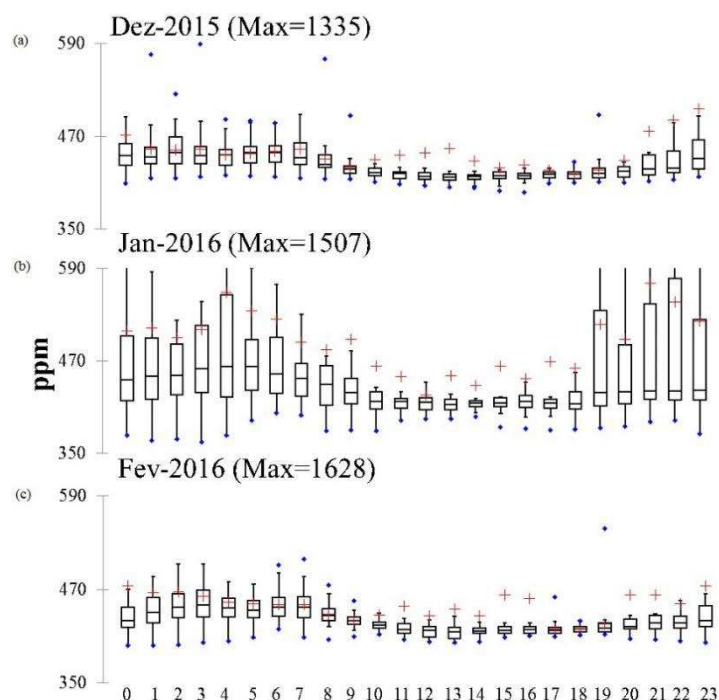 (a)
Dez-2015 (Max=1335)
590
470
350
(b)
Jan-2016 (Max=1507)
590
470
350
ppm
(c)
Fev-2016 (Max=1628)
590
470
350
0 1 2 3 4 5 6 7 8 9 10 11 12 13 14 15 16 17 18 19 20 21 22 23